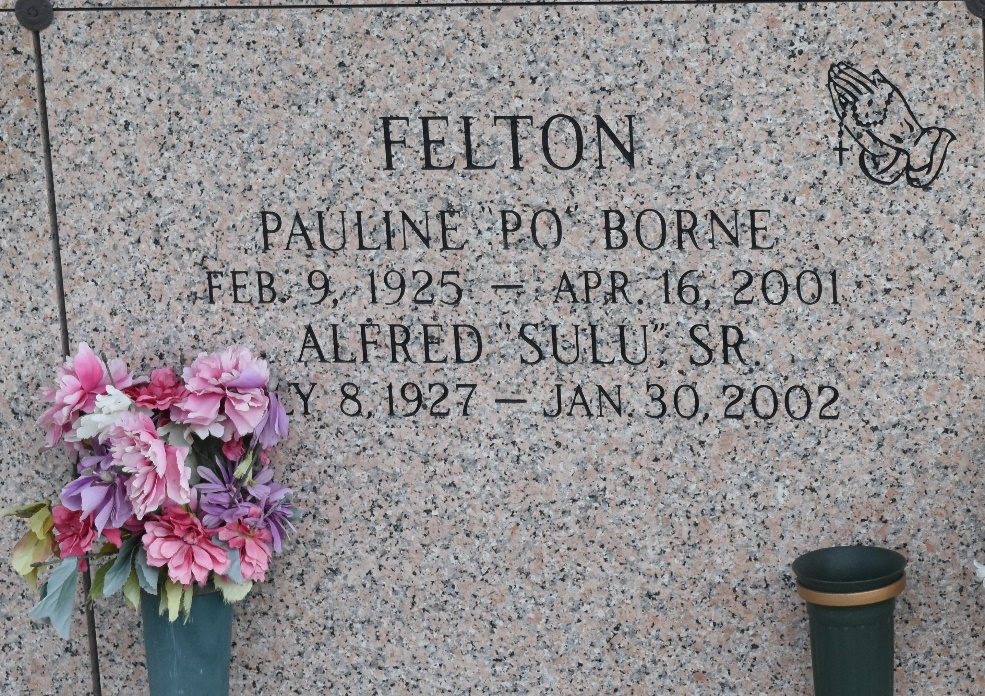 FELTON
PAULINE "PO" BORNE
FEB. 9, 1925 — APR. 16, 2001
ALFRED "SULU", SR.
8, 1927 — JAN. 30, 2002